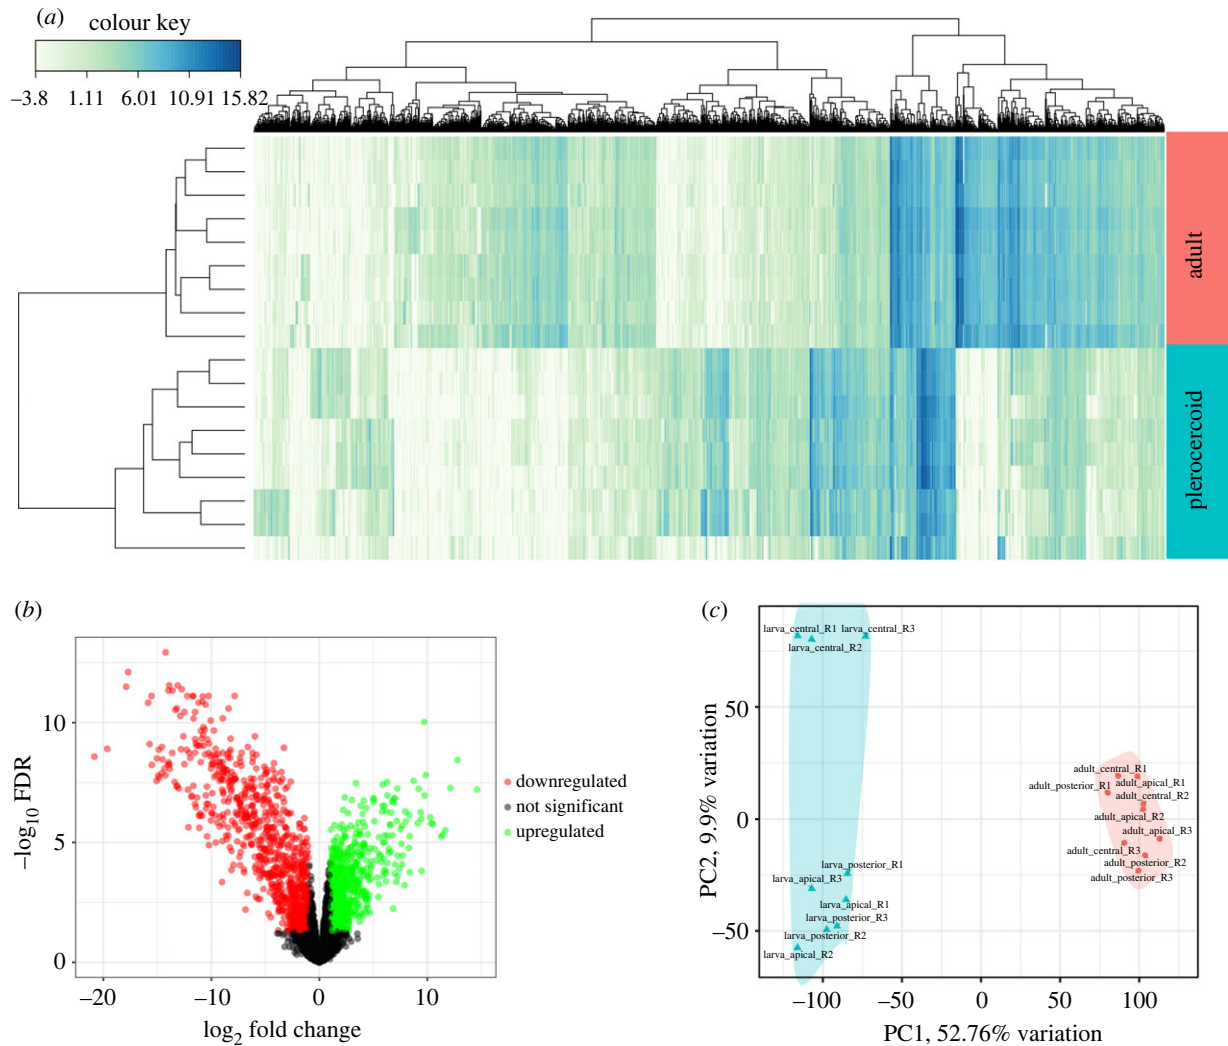 (a)
colour key
−3.8 1.11 6.01 10.91 15.82
adult
plerocercoid
(b)
−log10 FDR
10
5
0
−20 −10 0 10
log2 fold change
downregulated
not significant
upregulated
(c)
PC2, 9.9% variation
50
0
−50
−100 −50 0 50 100
PC1, 52.76% variation
larva_central_R1
larva_central_R3
larva_central_R2
larva_posterior_R1
larva_apical_R3
larva_apical_R1
larva_posterior_R3
larva_posterior_R2
larva_apical_R2
adult_central_R1
adult_apical_R1
adult_posterior_R1
adult_central_R2
adult_apical_R2
adult_apical_R3
adult_central_R3
adult_posterior_R2
adult_posterior_R3